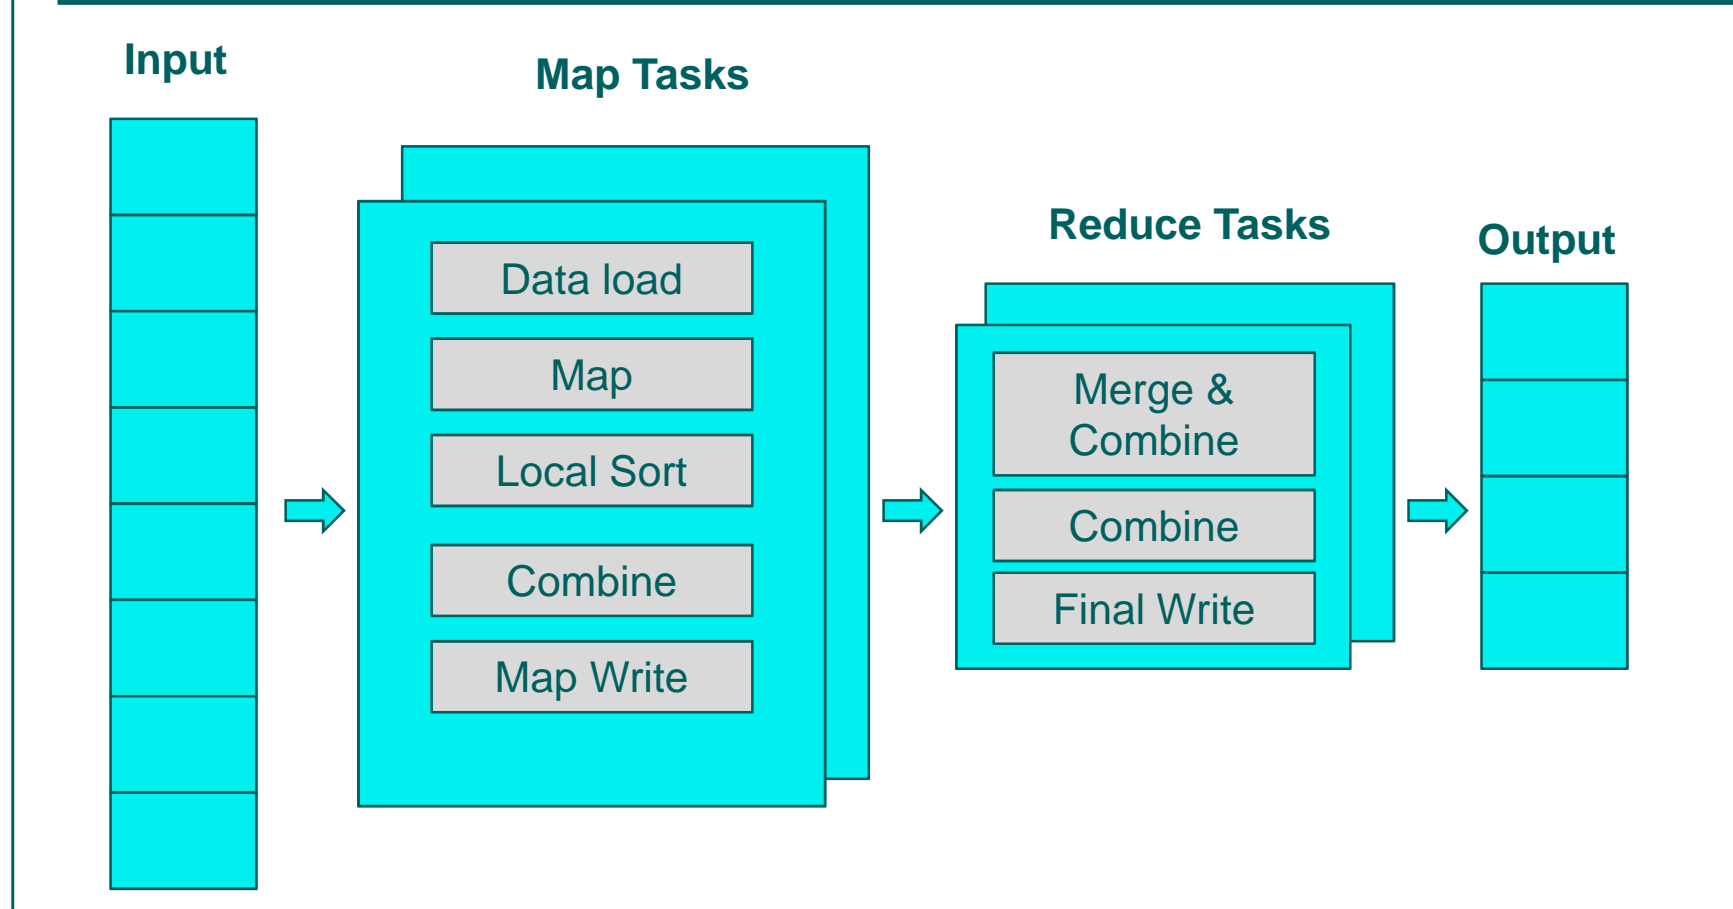 Input
Map Tasks
Data load
Map
Local Sort
Combine
Map Write
Reduce Tasks
Merge &
Combine
Combine
Final Write
Output